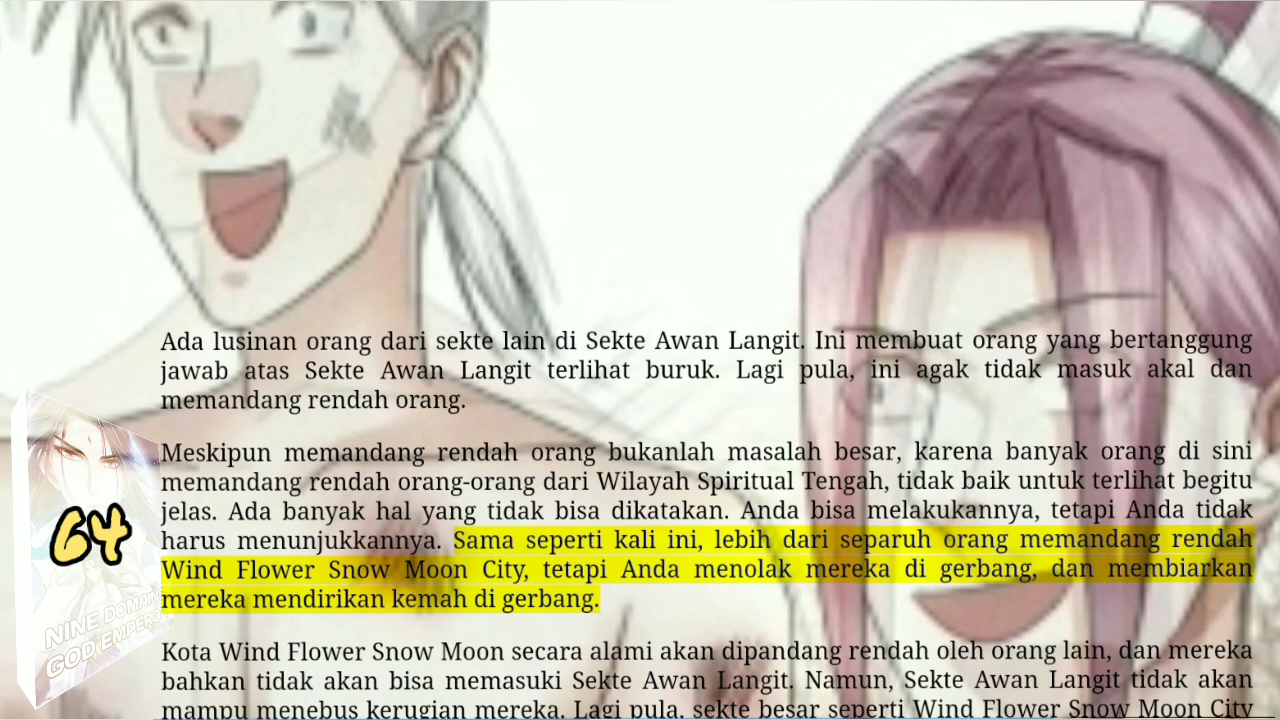 Ada lusinan orang dari sekte lain di Sekte Awan Langit. Ini membuat orang yang bertanggung
jawab atas Sekte Awan Langit terlihat buruk. Lagi pula, ini agak tidak masuk akal dan
memandang rendah orang.
Meskipun memandang rendah orang bukanlah masalah besar, karena banyak orang di sini
memandang rendah orang-orang dari Wilayah Spiritual Tengah, tidak baik untuk terlihat begitu
jelas. Ada banyak hal yang tidak bisa dikatakan. Anda bisa melakukannya, tetapi Anda tidak
harus menunjukkannya. Sama seperti kali ini, lebih dari separuh orang memandang rendah
Wind Flower Snow Moon City, tetapi Anda menolak mereka di gerbang, dan membiarkan
mereka mendirikan kemah di gerbang.
Kota Wind Flower Snow Moon secara alami akan dipandang rendah oleh orang lain, dan mereka
bahkan tidak akan bisa memasuki Sekte Awan Langit. Namun, Sekte Awan Langit tidak akan
mampu menebus kerugian mereka. Lagi pula, sekte besar seperti Wind Flower Snow Moon City
64
NINE
GOD EMPEROR